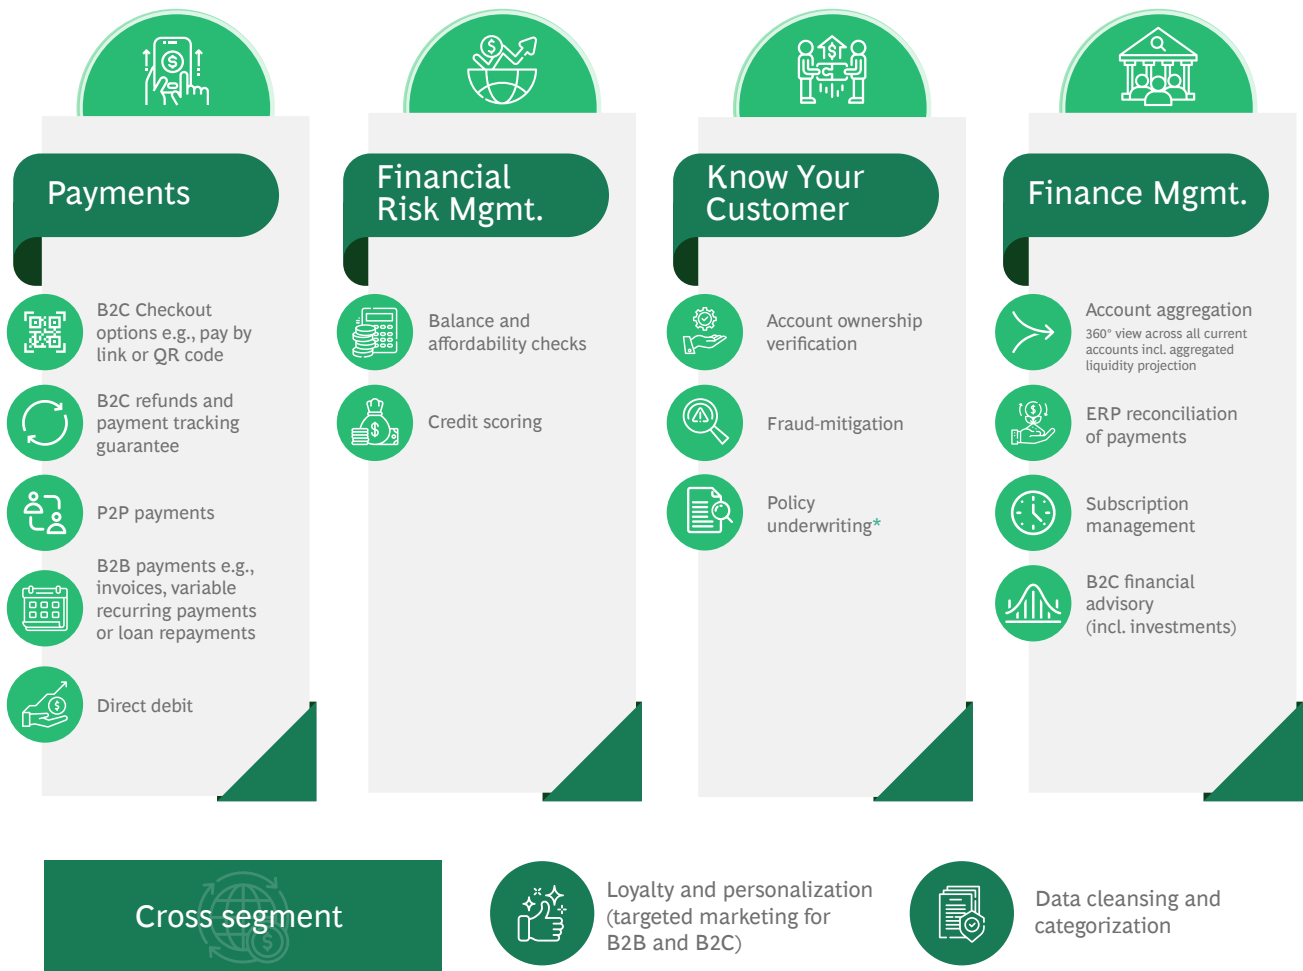 Payments
B2C Checkout
options e.g., pay by
link or QR code
B2C refunds and
payment tracking
guarantee
P2P payments
B2B payments e.g.,
invoices, variable
recurring payments
or loan repayments
Direct debit
Financial
Risk Mgmt.
Balance and
affordability checks
Credit scoring
Know Your
Customer
Account ownership
verification
Fraud-mitigation
Policy
underwriting*
Finance Mgmt.
Account aggregation
360° view across all current
accounts incl. aggregated
liquidity projection
ERP reconciliation
of payments
Subscription
management
B2C financial
advisory
(incl. investments)
Cross segment
Loyalty and personalization
(targeted marketing for
B2B and B2C)
Data cleansing and
categorization